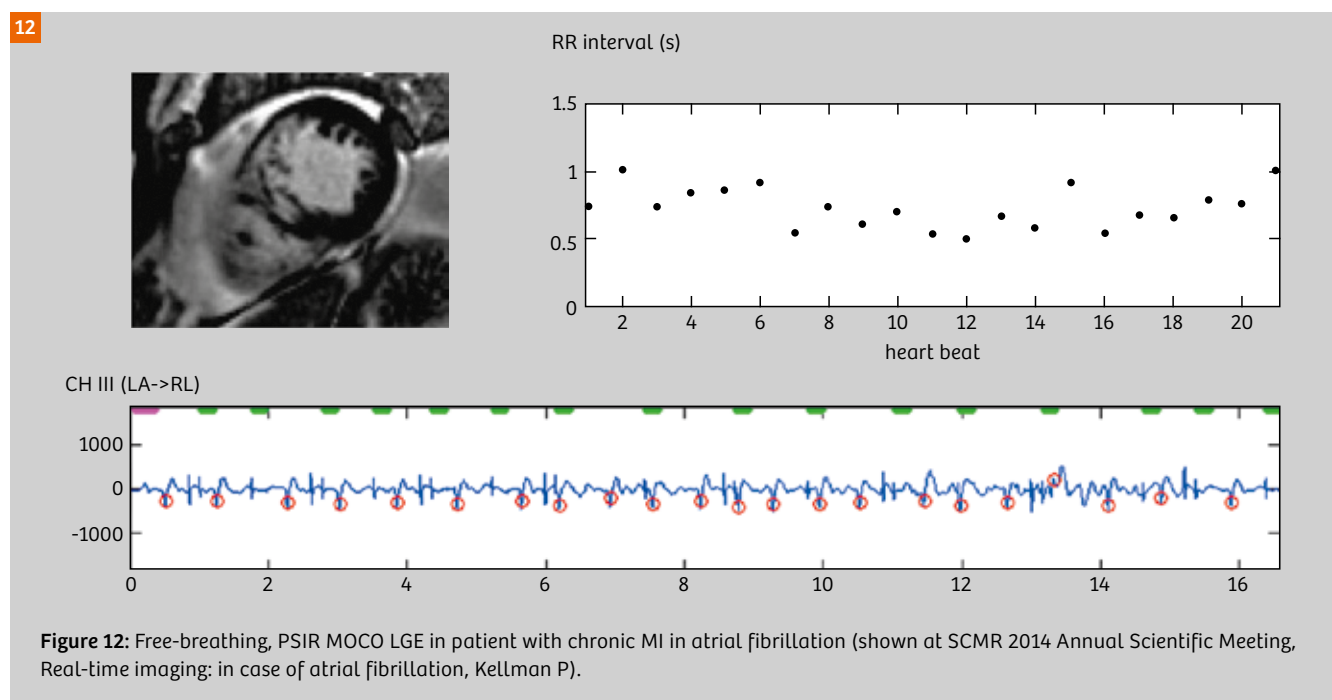 12
RR interval (s)
1.5
1
0.5
0
2 4 6 8 10 12 14 16 18 20
heart beat
CH III (LA->RL)
1000
0
-1000
0 2 4 6 8 10 12 14 16
Figure 12: Free-breathing, PSIR MOCO LGE in patient with chronic MI in atrial fibrillation (shown at SCMR 2014 Annual Scientific Meeting,
Real-time imaging: in case of atrial fibrillation, Kellman P).